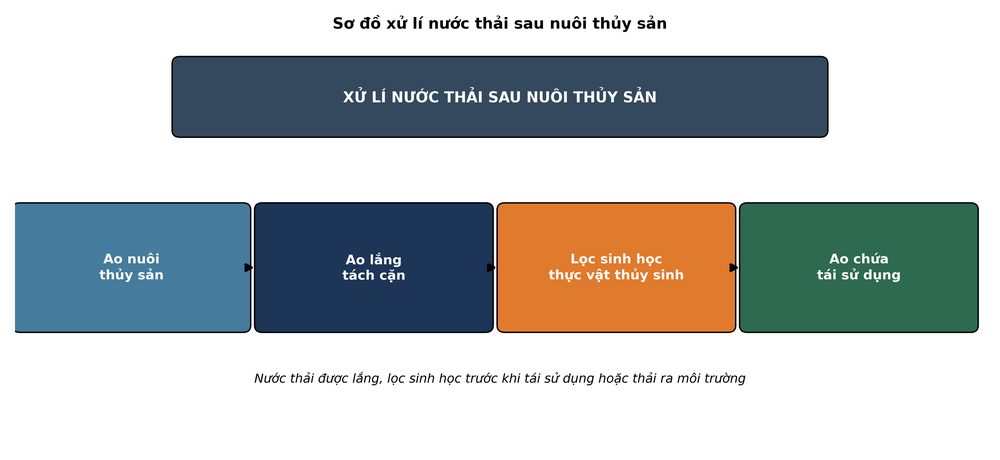 Sơ đồ xử lí nước thải sau nuôi thủy sản
XỬ LÍ NƯỚC THẢI SAU NUÔI THỦY SẢN
Ao nuôi
thủy sản
Ao lắng
tách cặn
Lọc sinh học
thực vật thủy sinh
Ao chứa
tái sử dụng
Nước thải được lắng, lọc sinh học trước khi tái sử dụng hoặc thải ra môi trường